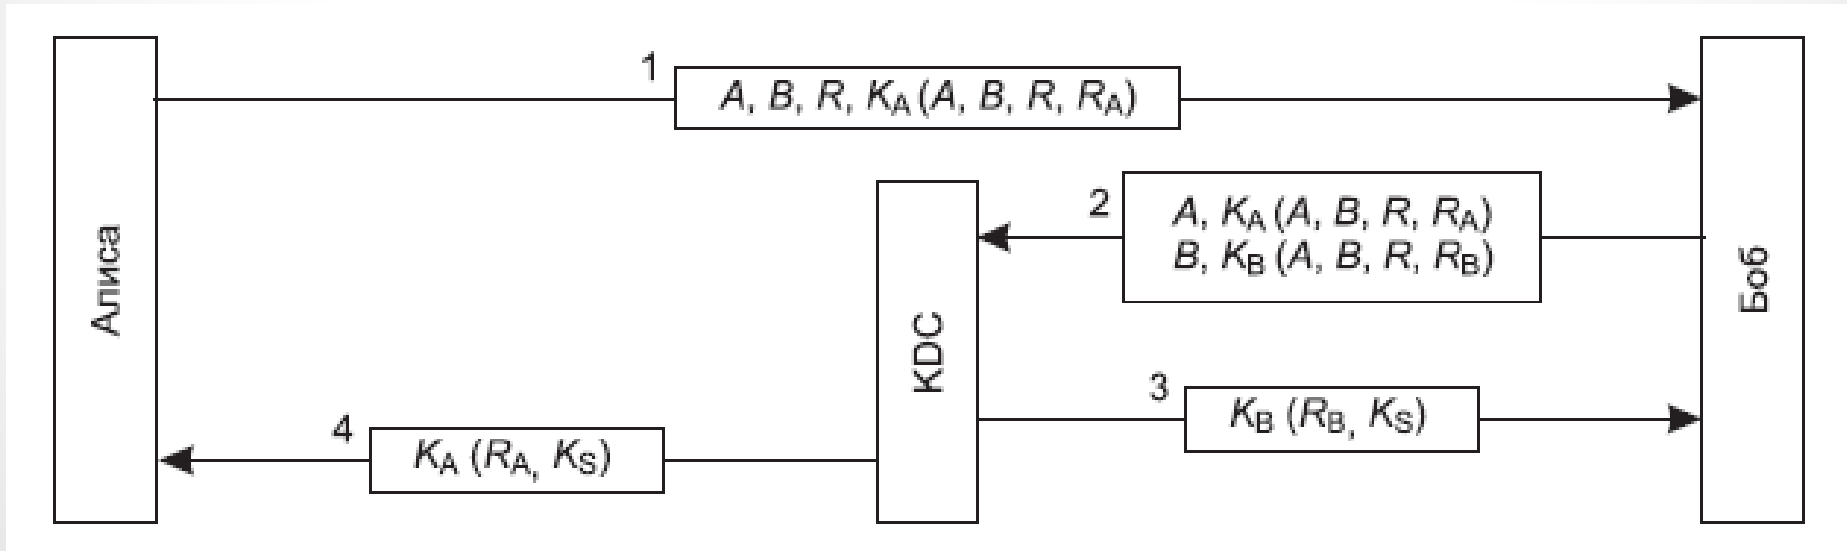 1
A, B, R, KA (A, B, R, RA)
Алиса
KDC
Боб
2
A, KA (A, B, R, RA)
B, KB (A, B, R, RB)
3
KB (RB, KS)
4
KA (RA, KS)